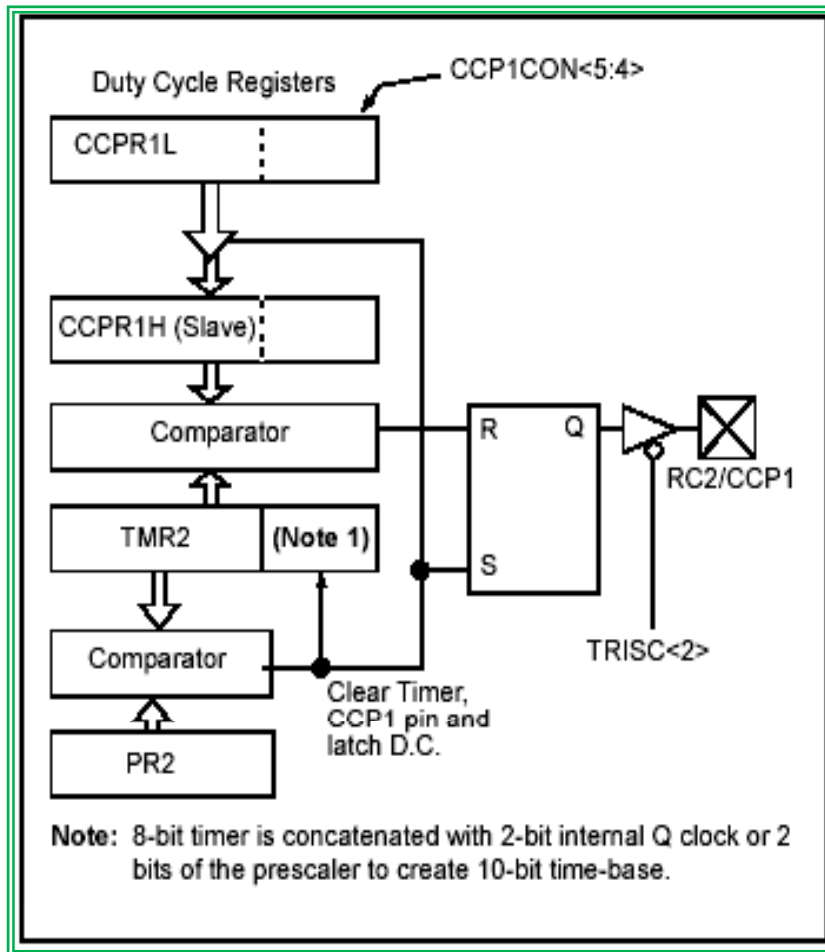 Duty Cycle Registers
CCP1CON<5:4>
CCPR1L
CCPR1H (Slave)
Comparator
R
Q
RC2/CCP1
TMR2
(Note 1)
S
Comparator
TRISC<2>
Clear Timer,
CCP1 pin and
latch D.C.
PR2
Note: 8-bit timer is concatenated with 2-bit internal Q clock or 2
bits of the prescaler to create 10-bit time-base.